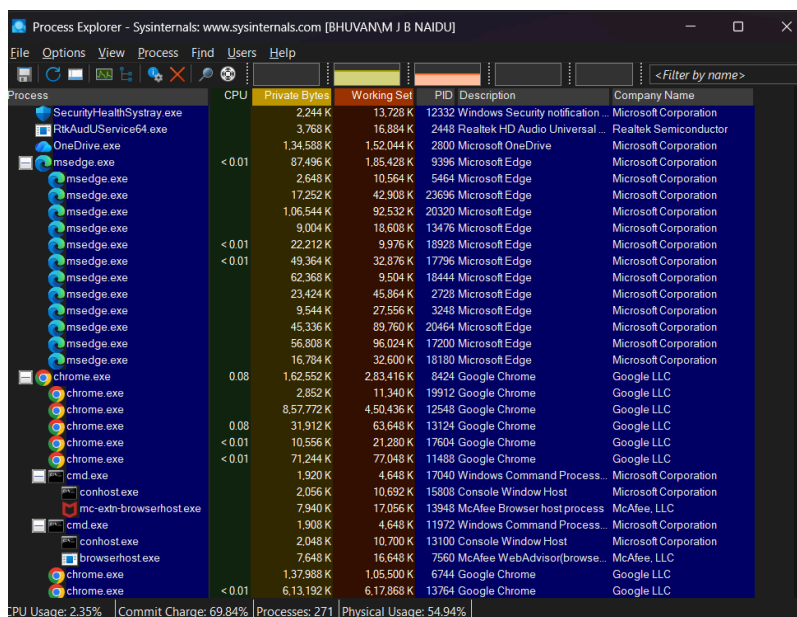 Process Explorer - Sysinternals: www.sysinternals.com [BHUVAN\M J B NAIDU]
File Options View Process Find Users Help
<Filter by name>
Process CPU Private Bytes Working Set PID Description Company Name
SecurityHealthSystray.exe 2,244 K 13,728 K 12332 Windows Security notification ... Microsoft Corporation
RtkAudUService64.exe 3,768 K 16,884 K 2448 Realtek HD Audio Universal ... Realtek Semiconductor
OneDrive.exe 1,34,588 K 1,52,044 K 2800 Microsoft OneDrive Microsoft Corporation
msedge.exe < 0.01 87,496 K 1,85,428 K 9396 Microsoft Edge Microsoft Corporation
msedge.exe 2,648 K 10,564 K 5464 Microsoft Edge Microsoft Corporation
msedge.exe 17,252 K 42,908 K 23696 Microsoft Edge Microsoft Corporation
msedge.exe 1,06,544 K 92,532 K 20320 Microsoft Edge Microsoft Corporation
msedge.exe 9,004 K 18,608 K 13476 Microsoft Edge Microsoft Corporation
msedge.exe < 0.01 22,212 K 9,976 K 18928 Microsoft Edge Microsoft Corporation
msedge.exe < 0.01 49,364 K 32,876 K 17796 Microsoft Edge Microsoft Corporation
msedge.exe 62,368 K 9,504 K 18444 Microsoft Edge Microsoft Corporation
msedge.exe 23,424 K 45,864 K 2728 Microsoft Edge Microsoft Corporation
msedge.exe 9,544 K 27,556 K 3248 Microsoft Edge Microsoft Corporation
msedge.exe 45,336 K 89,760 K 20464 Microsoft Edge Microsoft Corporation
msedge.exe 56,808 K 96,024 K 17200 Microsoft Edge Microsoft Corporation
msedge.exe 16,784 K 32,600 K 18180 Microsoft Edge Microsoft Corporation
chrome.exe 0.08 1,62,552 K 2,83,416 K 8424 Google Chrome Google LLC
chrome.exe 2,852 K 11,340 K 19912 Google Chrome Google LLC
chrome.exe 8,57,772 K 4,50,436 K 12548 Google Chrome Google LLC
chrome.exe 0.08 31,912 K 63,648 K 13124 Google Chrome Google LLC
chrome.exe < 0.01 10,556 K 21,280 K 17604 Google Chrome Google LLC
chrome.exe < 0.01 71,244 K 77,048 K 11488 Google Chrome Google LLC
cmd.exe 1,920 K 4,648 K 17040 Windows Command Process... Microsoft Corporation
conhost.exe 2,056 K 10,692 K 15808 Console Window Host Microsoft Corporation
mc-extn-browserhost.exe 7,940 K 17,056 K 13948 McAfee Browser host process McAfee, LLC
cmd.exe 1,908 K 4,648 K 11972 Windows Command Process... Microsoft Corporation
conhost.exe 2,048 K 10,700 K 13100 Console Window Host Microsoft Corporation
browserhost.exe 7,648 K 16,648 K 7560 McAfee WebAdvisor(browse... McAfee, LLC
chrome.exe 1,37,988 K 1,05,500 K 6744 Google Chrome Google LLC
chrome.exe < 0.01 6,13,192 K 6,17,868 K 13764 Google Chrome Google LLC
CPU Usage: 2.35% Commit Charge: 69.84% Processes: 271 Physical Usage: 54.94%